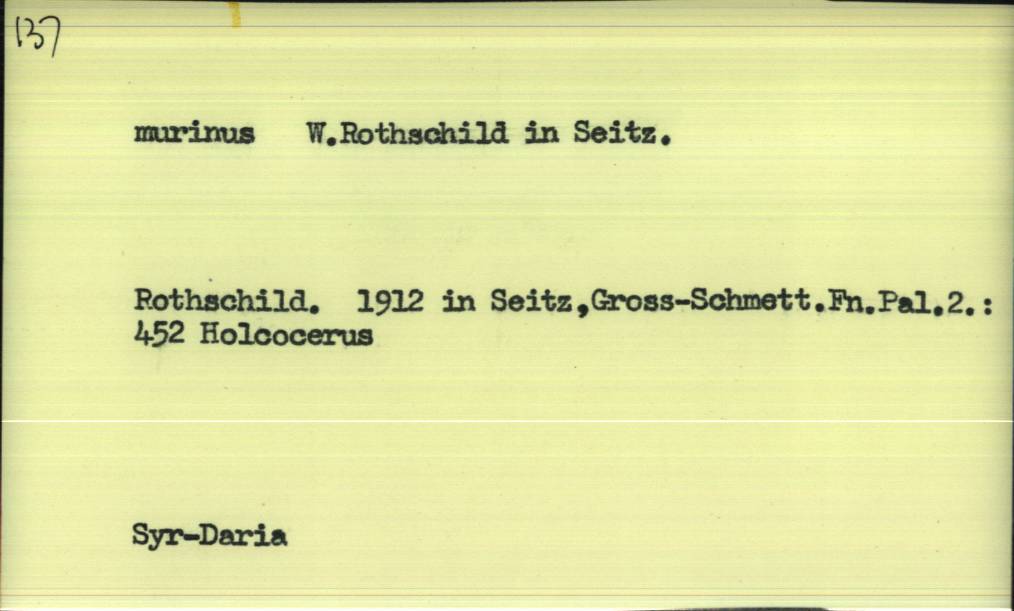 137
murinus W.Rothschild in Seitz.
Rothschild. 1912 in Seitz,Gross-Schmett.Fn.Pal.2.:
452 Holcocerus
Syr-Daria